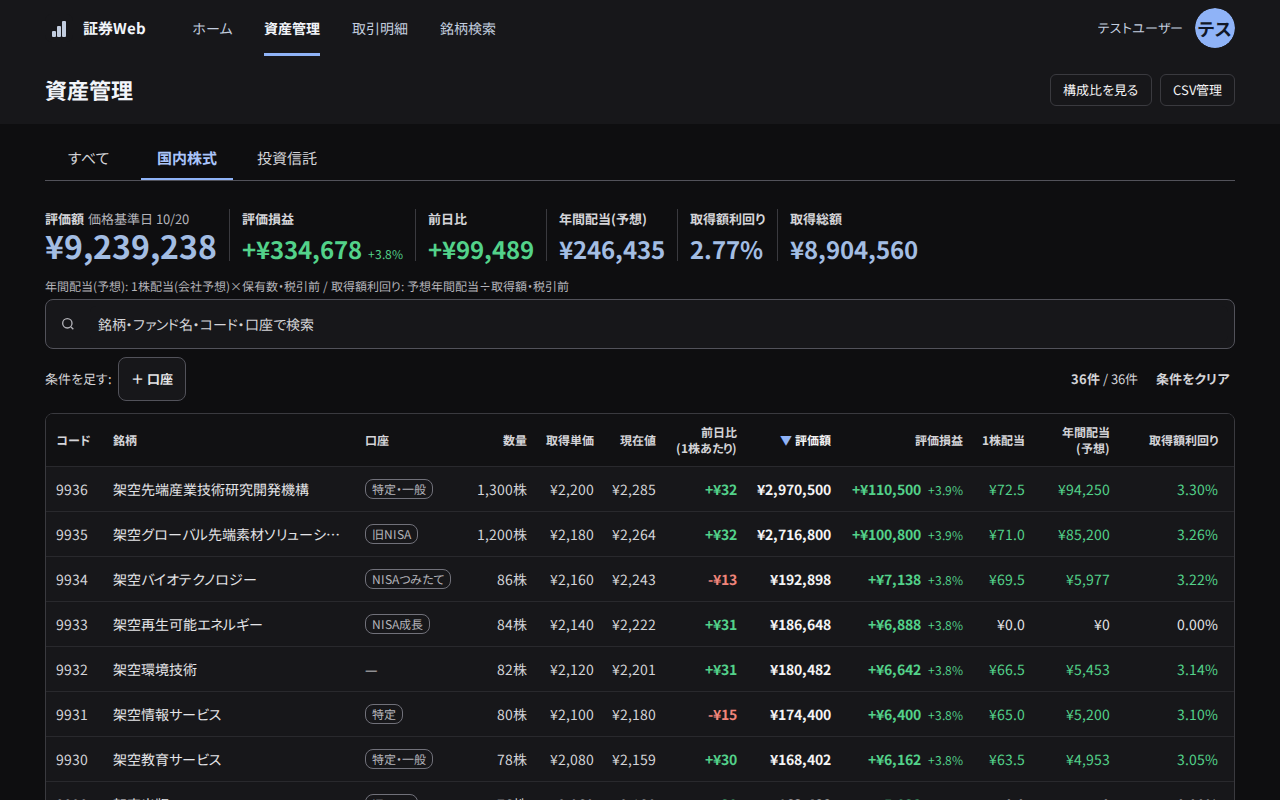 証券Web ホーム 資産管理 取引明細 銘柄検索 テストユーザー テス
資産管理 構成比を見る CSV管理
すべて 国内株式 投資信託
評価額 価格基準日 10/20 評価損益 前日比 年間配当(予想) 取得額利回り 取得総額
¥9,239,238 +¥334,678 +3.8% +¥99,489 ¥246,435 2.77% ¥8,904,560
年間配当(予想): 1株配当(会社予想)×保有数・税引前 / 取得額利回り: 予想年間配当÷取得額・税引前
銘柄・ファンド名・コード・口座で検索
条件を足す: ＋ 口座 36件 / 36件 条件をクリア
コード 銘柄 口座 数量 取得単価 現在値 前日比 (1株あたり) ▼ 評価額 評価損益 1株配当 年間配当 (予想) 取得額利回り
9936 架空先端産業技術研究開発機構 特定・一般 1,300株 ¥2,200 ¥2,285 +¥32 ¥2,970,500 +¥110,500 +3.9% ¥72.5 ¥94,250 3.30%
9935 架空グローバル先端素材ソリューシ… 旧NISA 1,200株 ¥2,180 ¥2,264 +¥32 ¥2,716,800 +¥100,800 +3.9% ¥71.0 ¥85,200 3.26%
9934 架空バイオテクノロジー NISAつみたて 86株 ¥2,160 ¥2,243 -¥13 ¥192,898 +¥7,138 +3.8% ¥69.5 ¥5,977 3.22%
9933 架空再生可能エネルギー NISA成長 84株 ¥2,140 ¥2,222 +¥31 ¥186,648 +¥6,888 +3.8% ¥0.0 ¥0 0.00%
9932 架空環境技術 — 82株 ¥2,120 ¥2,201 +¥31 ¥180,482 +¥6,642 +3.8% ¥66.5 ¥5,453 3.14%
9931 架空情報サービス 特定 80株 ¥2,100 ¥2,180 -¥15 ¥174,400 +¥6,400 +3.8% ¥65.0 ¥5,200 3.10%
9930 架空教育サービス 特定・一般 78株 ¥2,080 ¥2,159 +¥30 ¥168,402 +¥6,162 +3.8% ¥63.5 ¥4,953 3.05%